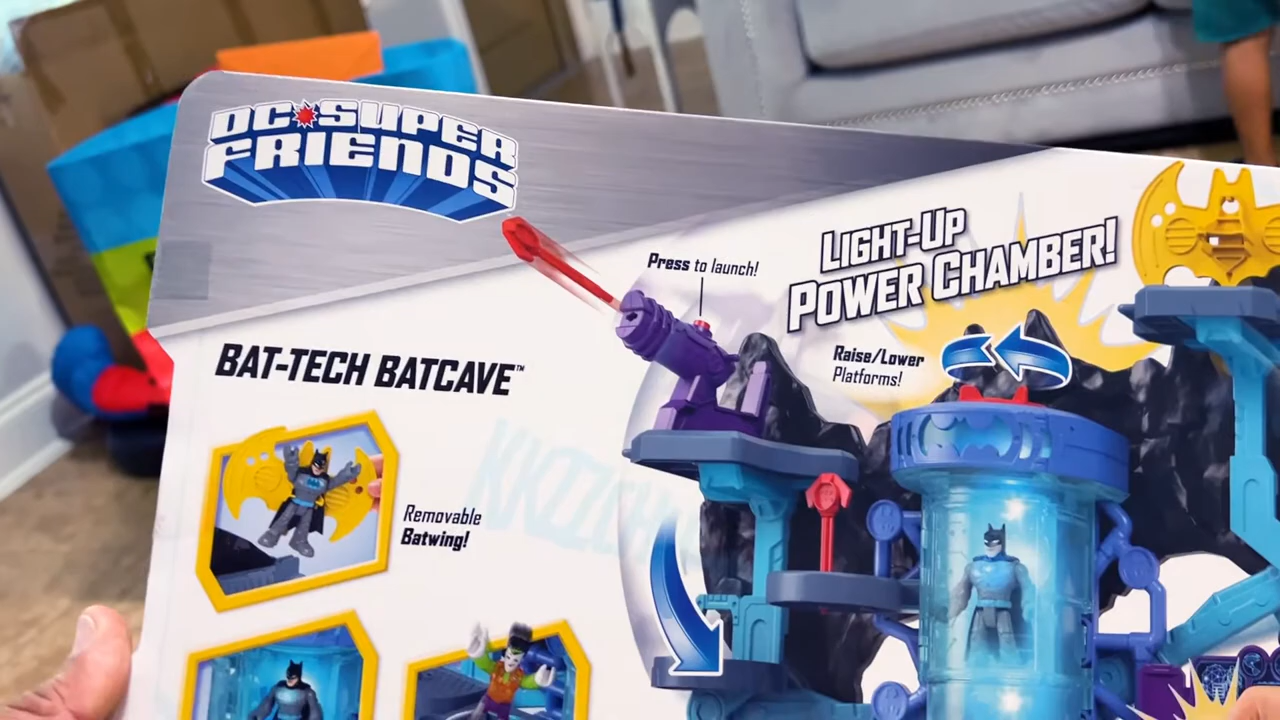 DC SUPER
FRIENDS
Press to launch!
LIGHT-UP
POWER CHAMBER!
Raise/Lower
Platforms!
BAT-TECH BATCAVE™
Removable
Batwing!